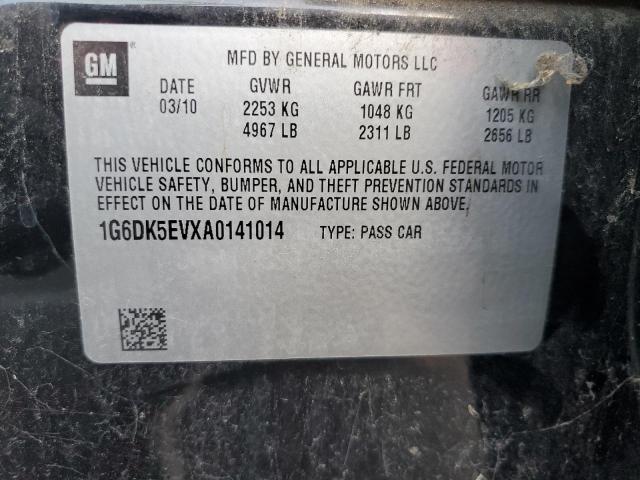 GM MFD BY GENERAL MOTORS LLC
DATE GVWR GAWR FRT GAWR RR
03/10 2253 KG 1048 KG 1205 KG
4967 LB 2311 LB 2656 LB
THIS VEHICLE CONFORMS TO ALL APPLICABLE U.S. FEDERAL MOTOR
VEHICLE SAFETY, BUMPER, AND THEFT PREVENTION STANDARDS IN
EFFECT ON THE DATE OF MANUFACTURE SHOWN ABOVE.
1G6DK5EVXA0141014 TYPE: PASS CAR